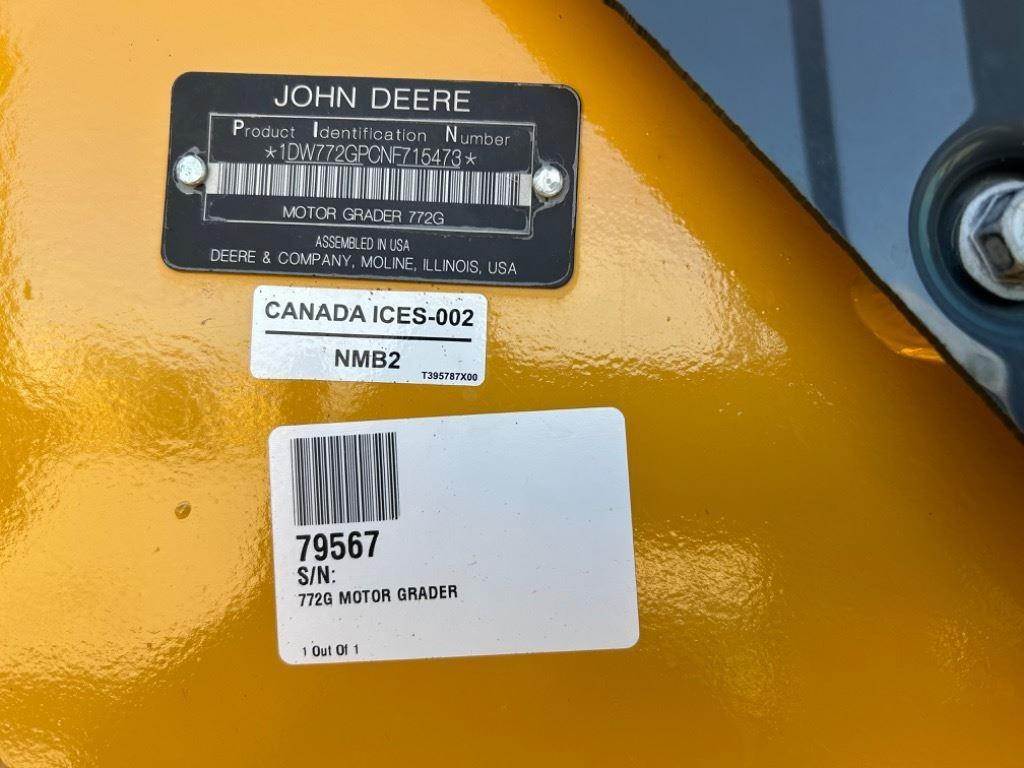 JOHN DEERE
Product Identification Number
*1DW772GPCNF715473*
MOTOR GRADER 772G
ASSEMBLED IN USA
DEERE & COMPANY, MOLINE, ILLINOIS, USA
CANADA ICES-002
NMB2
T395787X00
79567
S/N:
772G MOTOR GRADER
1 Out Of 1